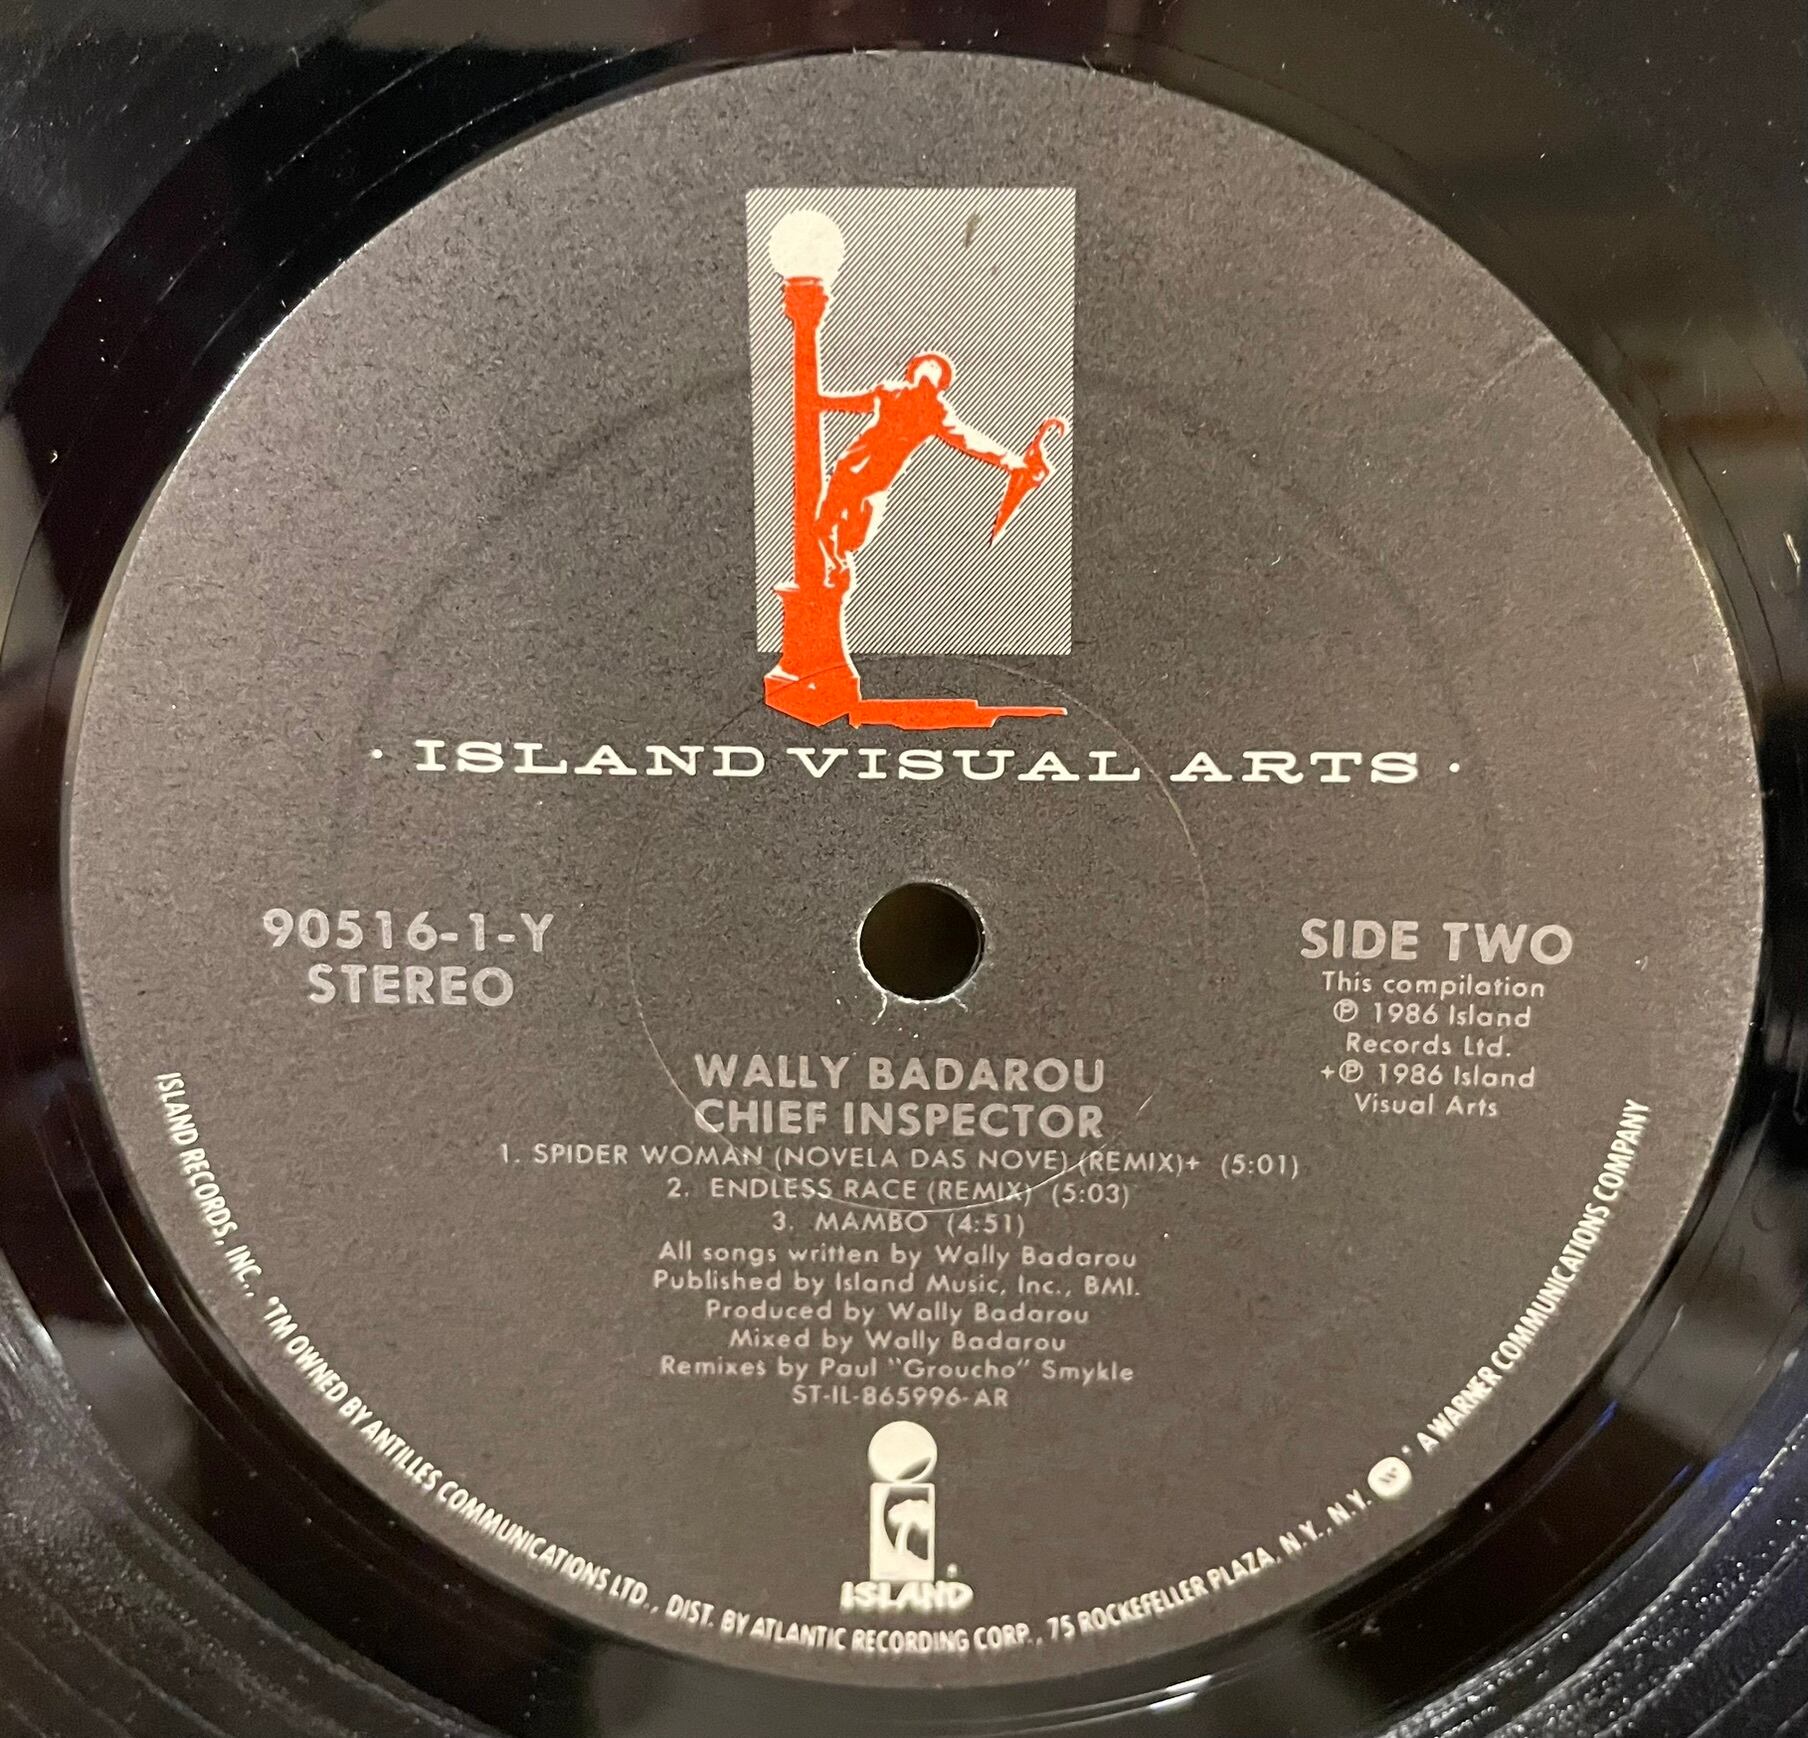 · ISLAND VISUAL ARTS ·
90516-1-Y
STEREO
SIDE TWO
This compilation
℗ 1986 Island
Records Ltd.
+℗ 1986 Island
Visual Arts
WALLY BADAROU
CHIEF INSPECTOR
1. SPIDER WOMAN (NOVELA DAS NOVE) (REMIX)+ (5:01)
2. ENDLESS RACE (REMIX) (5:03)
3. MAMBO (4:51)
All songs written by Wally Badarou
Published by Island Music, Inc., BMI.
Produced by Wally Badarou
Mixed by Wally Badarou
Remixes by Paul "Groucho" Smykle
ST-IL-865996-AR
ISLAND
ISLAND RECORDS, INC., *TM OWNED BY ANTILLES COMMUNICATIONS LTD., DIST. BY ATLANTIC RECORDING CORP., 75 ROCKEFELLER PLAZA, N.Y., N.Y. W * A WARNER COMMUNICATIONS COMPANY